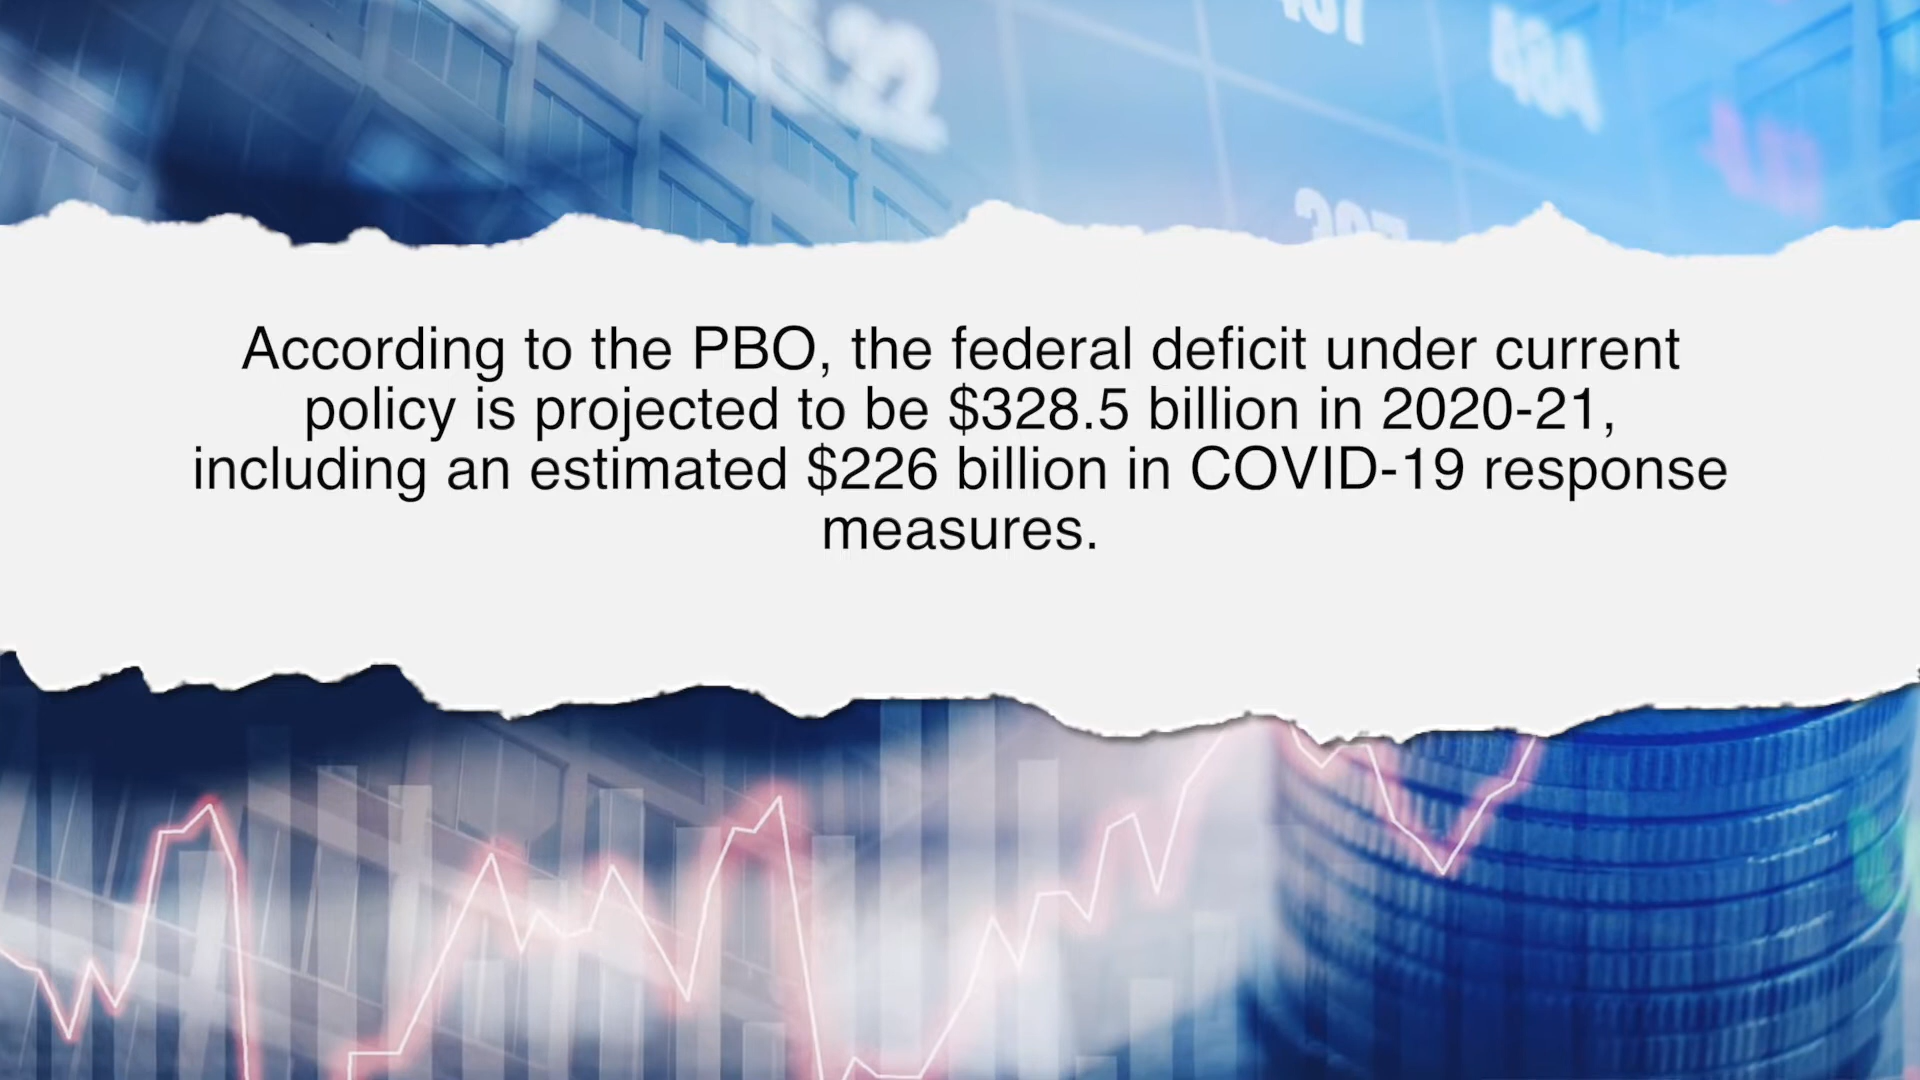 According to the PBO, the federal deficit under current
policy is projected to be $328.5 billion in 2020-21,
including an estimated $226 billion in COVID-19 response
measures.